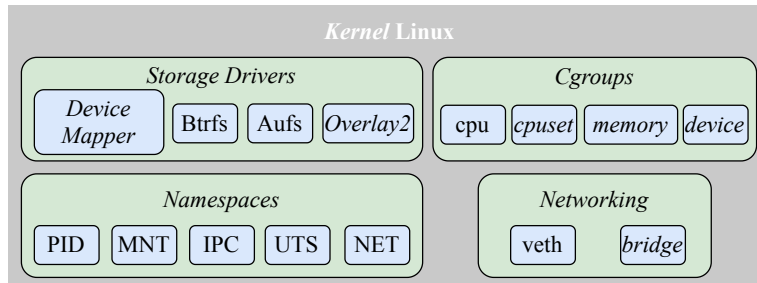 Kernel Linux
Storage Drivers
Device
Mapper
Btrfs
Aufs
Overlay2
Cgroups
cpu
cpuset
memory
device
Namespaces
PID
MNT
IPC
UTS
NET
Networking
veth
bridge